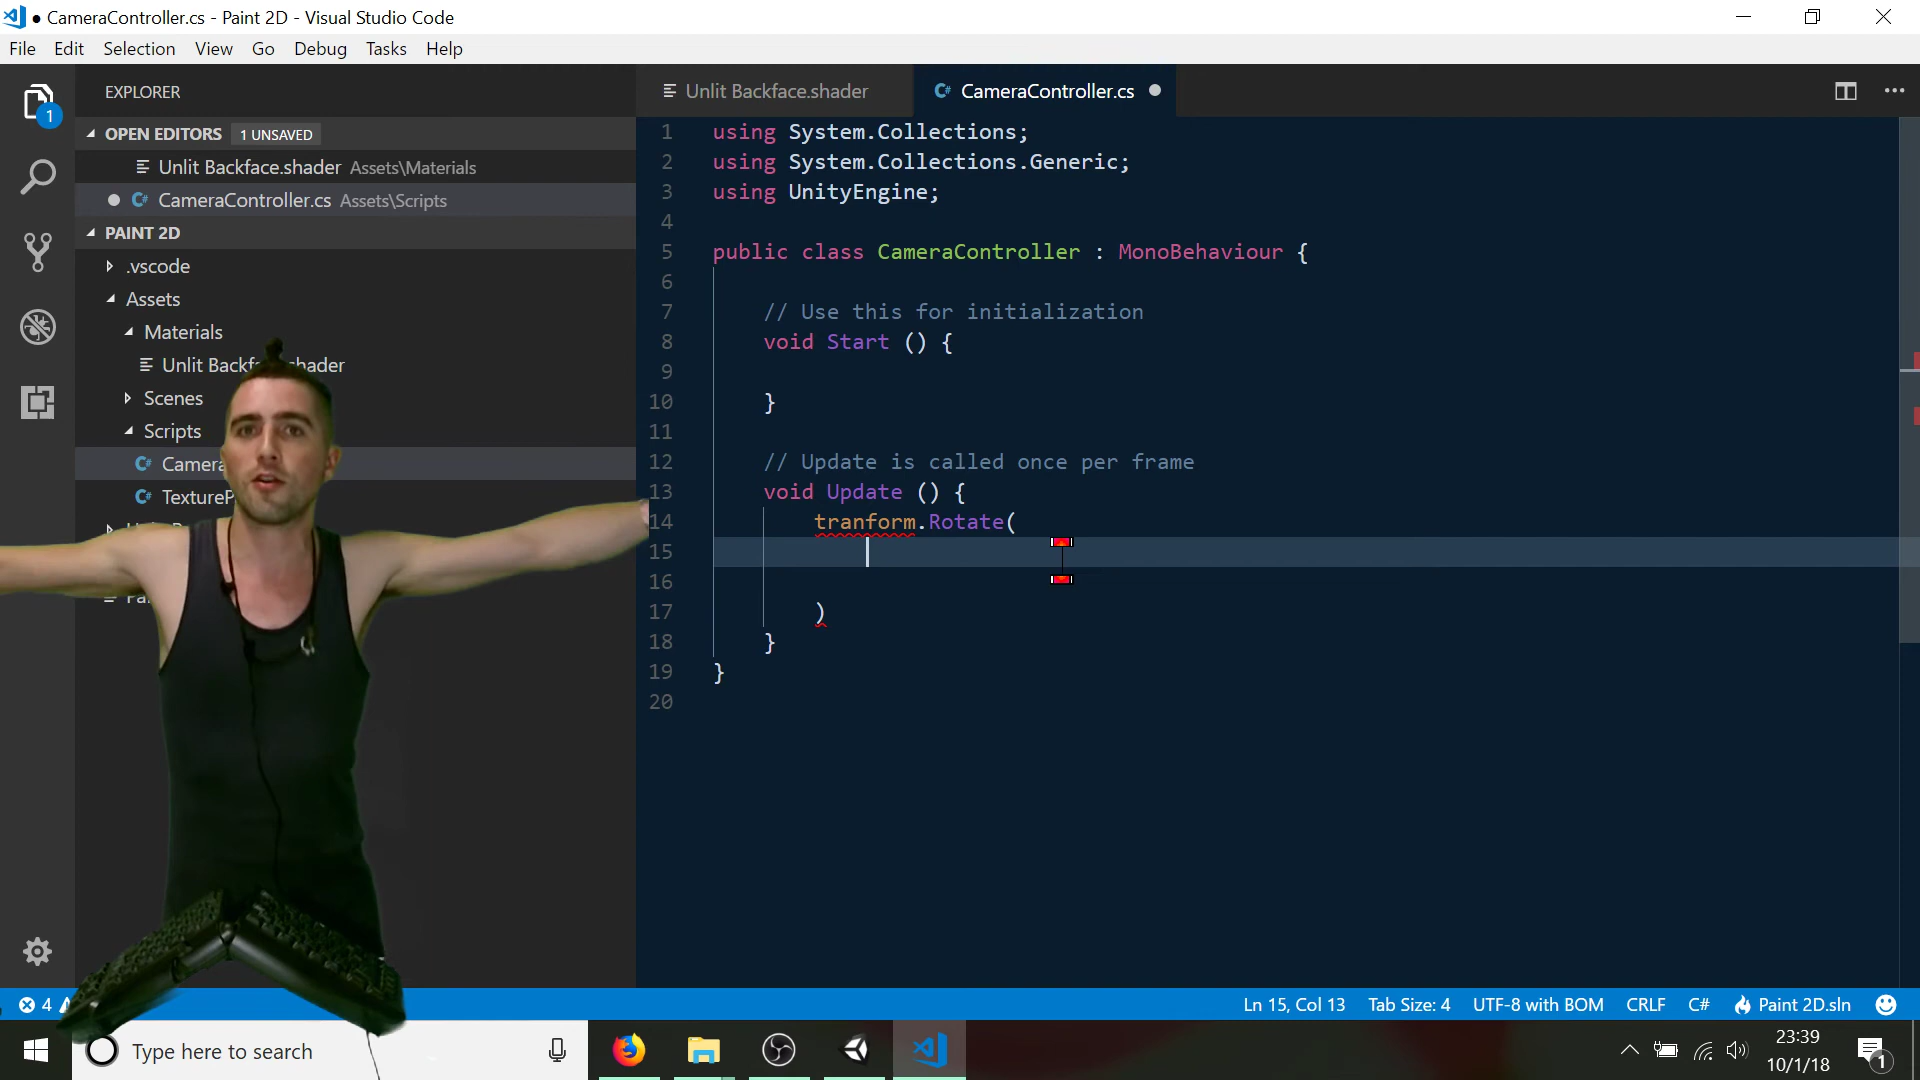 CameraController.cs - Paint 2D - Visual Studio Code
File Edit Selection View Go Debug Tasks Help
EXPLORER
1
OPEN EDITORS 1 UNSAVED
Unlit Backface.shader Assets\Materials
CameraController.cs Assets\Scripts
PAINT 2D
.vscode
Assets
Materials
Unlit Backf shader
Scenes
Scripts
Camera
TextureP
Unlit Backface.shader
CameraController.cs
1 using System.Collections;
2 using System.Collections.Generic;
3 using UnityEngine;
4
5 public class CameraController : MonoBehaviour {
6
7 // Use this for initialization
8 void Start () {
9
10 }
11
12 // Update is called once per frame
13 void Update () {
14 tranform.Rotate(
15
16
17 )
18 }
19 }
20
4
Ln 15, Col 13 Tab Size: 4 UTF-8 with BOM CRLF C# Paint 2D.sln
Type here to search
23:39
10/1/18
1